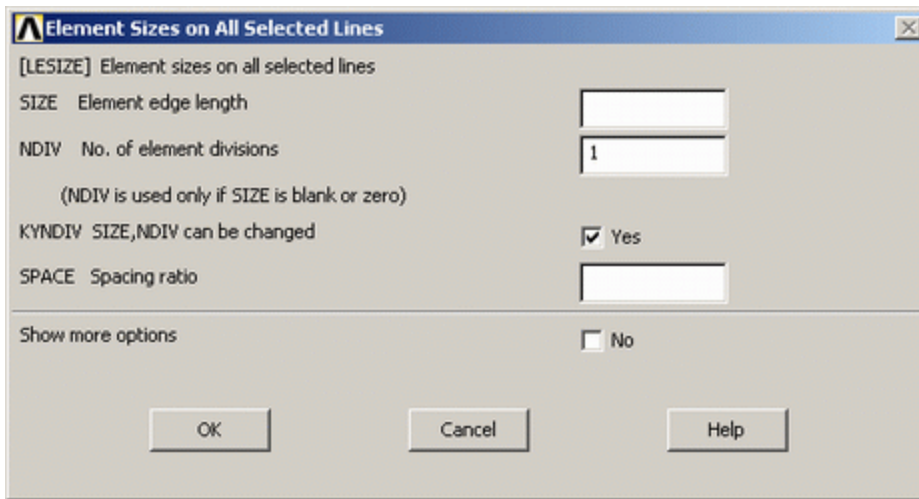 Element Sizes on All Selected Lines
[LESIZE] Element sizes on all selected lines
SIZE Element edge length
NDIV No. of element divisions 1
(NDIV is used only if SIZE is blank or zero)
KYNDIV SIZE,NDIV can be changed Yes
SPACE Spacing ratio
Show more options No
OK Cancel Help